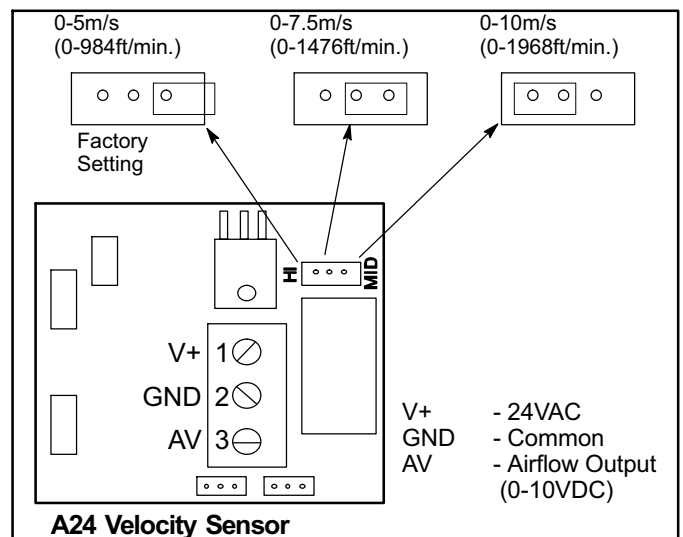 0-5m/s
(0-984ft/min.)
0-7.5m/s
(0-1476ft/min.)
0-10m/s
(0-1968ft/min.)
Factory
Setting
HI
MID
V+ 1
GND 2
AV 3
V+ - 24VAC
GND - Common
AV - Airflow Output
(0-10VDC)
A24 Velocity Sensor